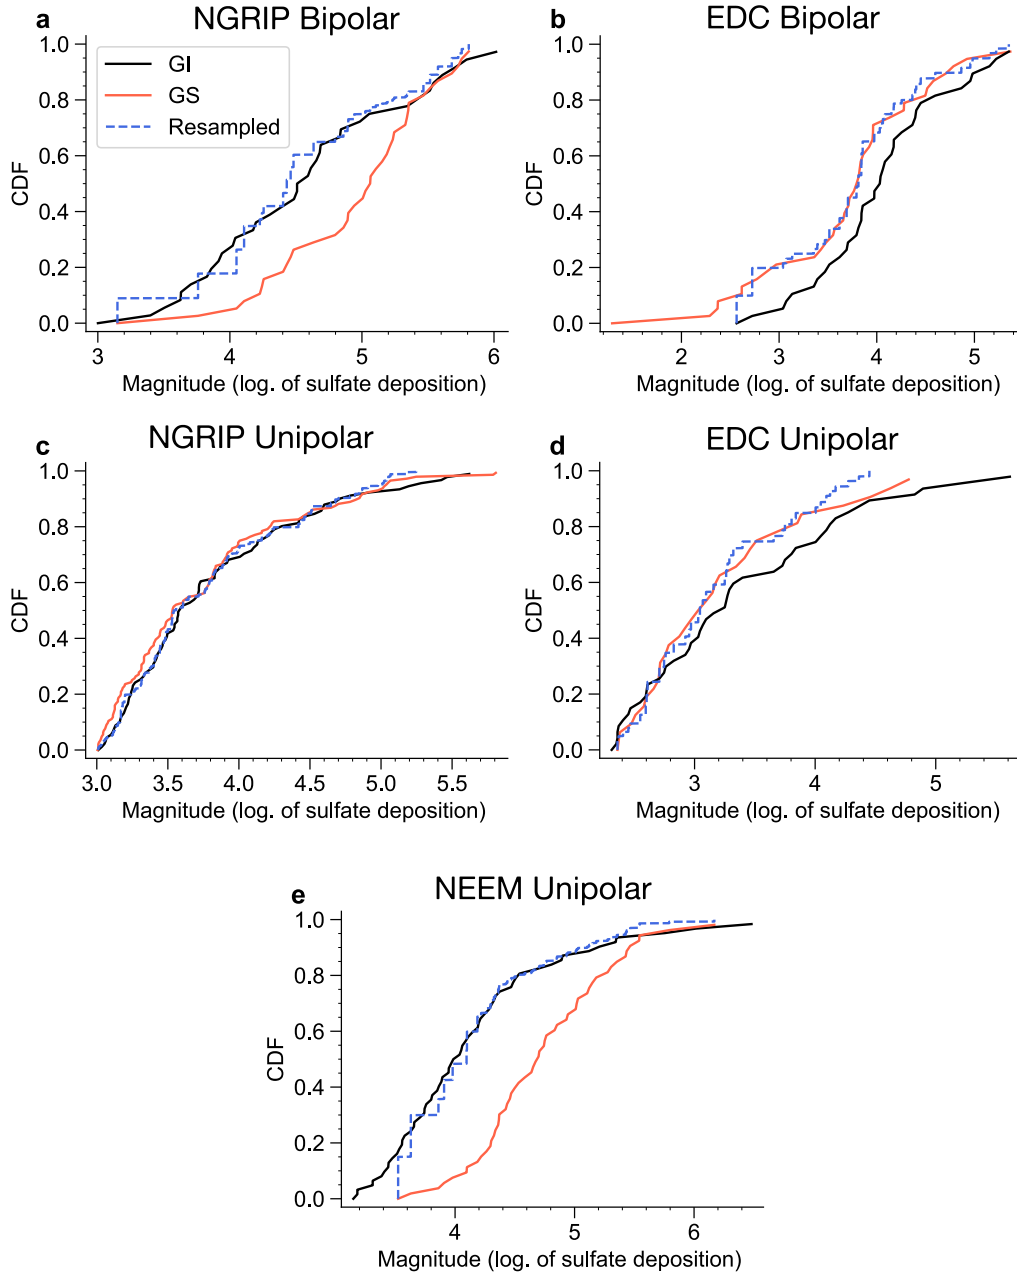 a NGRIP Bipolar
1.0
0.8
0.6
0.4
0.2
0.0
CDF
GI
GS
Resampled
3 4 5 6
Magnitude (log. of sulfate deposition)
b EDC Bipolar
1.0
0.8
0.6
0.4
0.2
0.0
CDF
2 3 4 5
Magnitude (log. of sulfate deposition)
c NGRIP Unipolar
1.0
0.8
0.6
0.4
0.2
0.0
CDF
3.0 3.5 4.0 4.5 5.0 5.5
Magnitude (log. of sulfate deposition)
d EDC Unipolar
1.0
0.8
0.6
0.4
0.2
0.0
CDF
3 4 5
Magnitude (log. of sulfate deposition)
e NEEM Unipolar
1.0
0.8
0.6
0.4
0.2
0.0
CDF
4 5 6
Magnitude (log. of sulfate deposition)